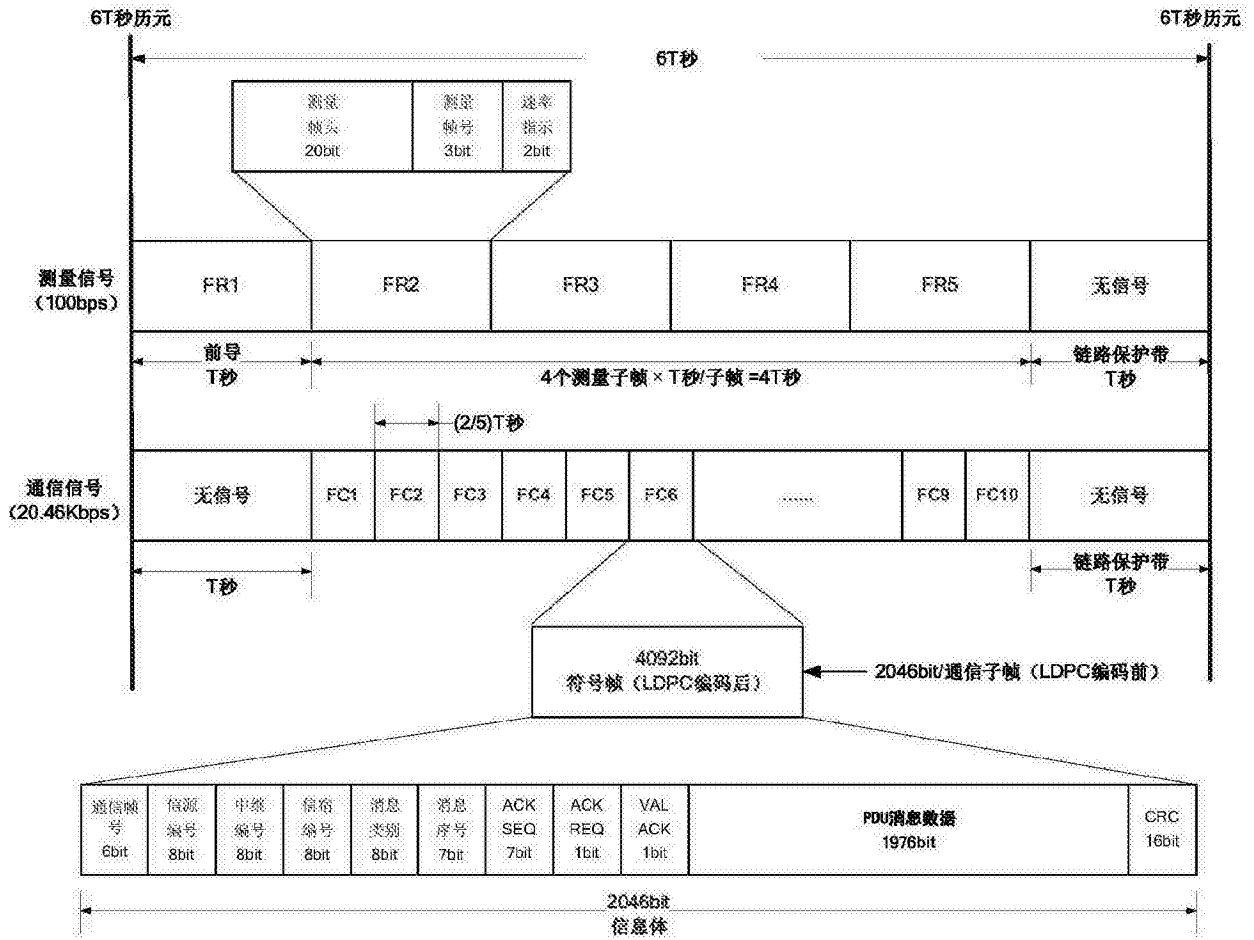 6T秒历元
6T秒历元
6T秒
测量
帧头
20bit
测量
帧号
3bit
速率
指示
2bit
测量信号
(100bps)
FR1
FR2
FR3
FR4
FR5
无信号
前导
T秒
4个测量子帧 × T秒/子帧 =4T秒
链路保护带
T秒
(2/5)T秒
通信信号
(20.46Kbps)
无信号
FC1
FC2
FC3
FC4
FC5
FC6
......
FC9
FC10
无信号
T秒
链路保护带
T秒
4092bit
符号帧（LDPC编码后）
2046bit/通信子帧（LDPC编码前）
通信帧
号
6bit
信源
编号
8bit
中继
编号
8bit
信宿
编号
8bit
消息
类别
8bit
消息
序号
7bit
ACK
SEQ
7bit
ACK
REQ
1bit
VAL
ACK
1bit
PDU消息数据
1976bit
CRC
16bit
2046bit
信息体